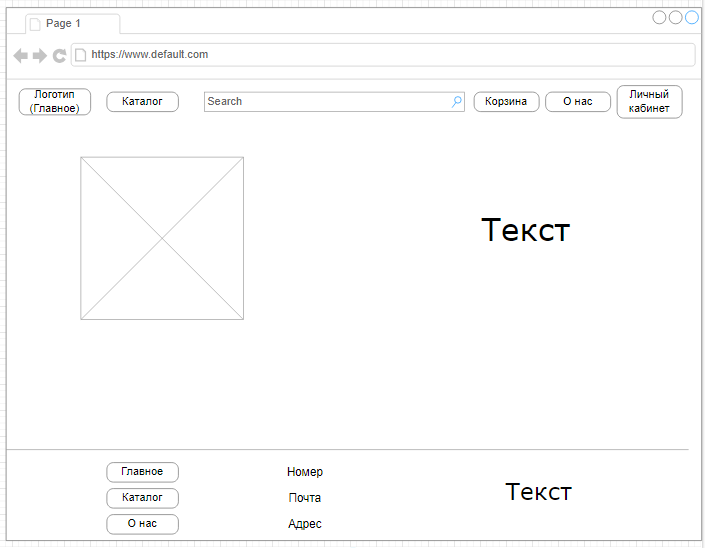 Page 1
https://www.default.com
Логотип
(Главное)
Каталог
Search
Корзина
О нас
Личный
кабинет
Текст
Главное
Номер
Каталог
Почта
Текст
О нас
Адрес